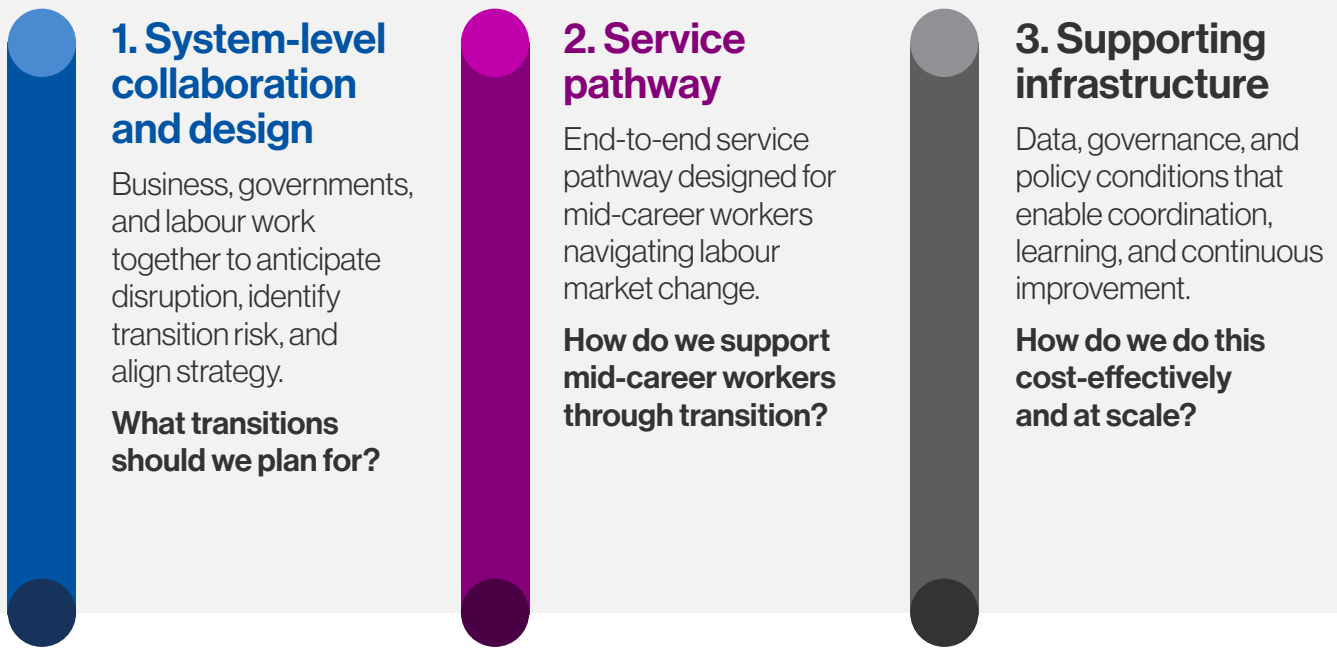 1. System-level
collaboration
and design
Business, governments,
and labour work
together to anticipate
disruption, identify
transition risk, and
align strategy.
What transitions
should we plan for?
2. Service
pathway
End-to-end service
pathway designed for
mid-career workers
navigating labour
market change.
How do we support
mid-career workers
through transition?
3. Supporting
infrastructure
Data, governance, and
policy conditions that
enable coordination,
learning, and continuous
improvement.
How do we do this
cost-effectively
and at scale?